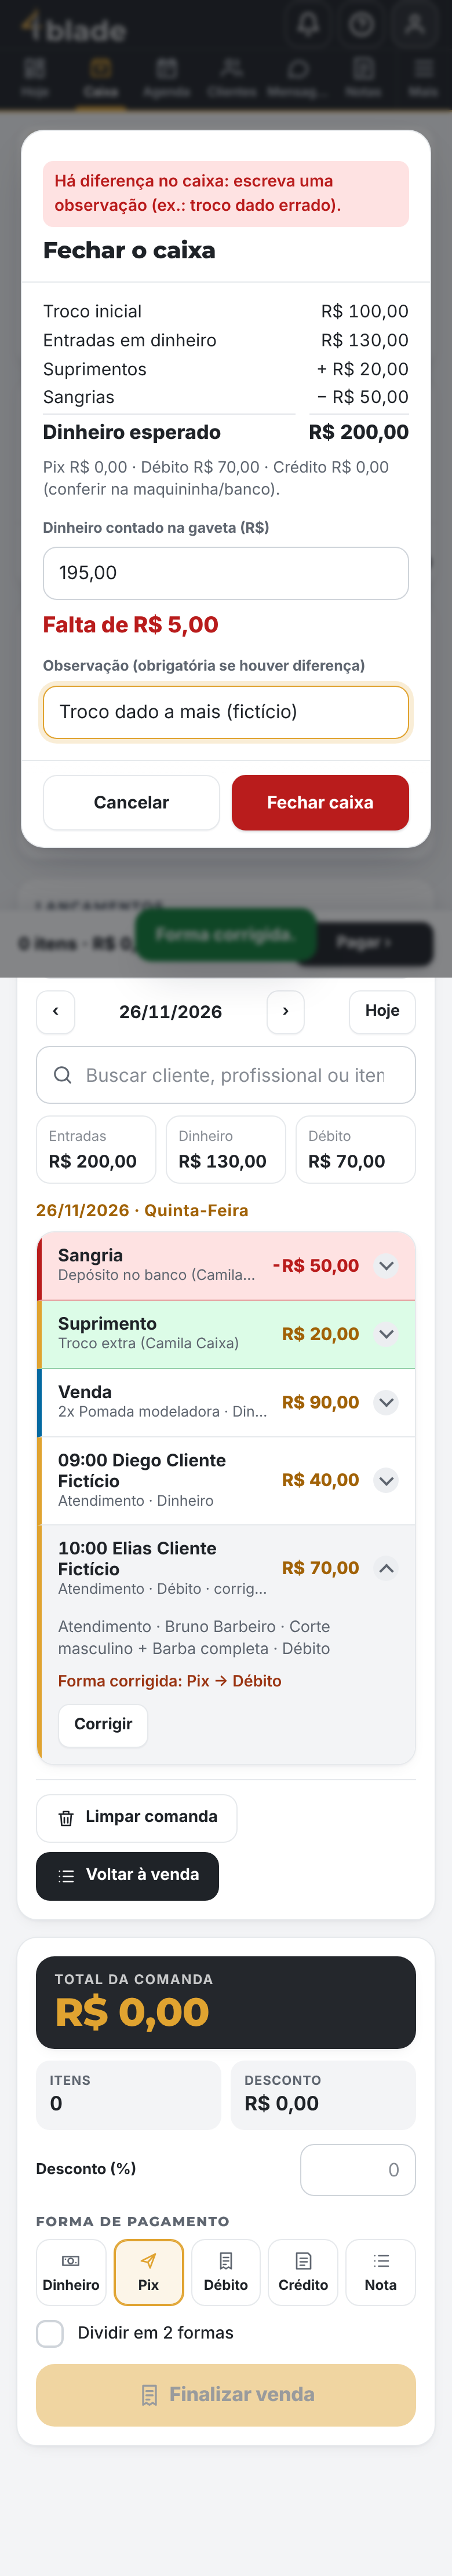 blade
Hoje
Caixa
Agenda
Clientes
Mensag...
Notas
Mais
Há diferença no caixa: escreva uma
observação (ex.: troco dado errado).
Fechar o caixa
Troco inicial R$ 100,00
Entradas em dinheiro R$ 130,00
Suprimentos + R$ 20,00
Sangrias − R$ 50,00
Dinheiro esperado R$ 200,00
Pix R$ 0,00 · Débito R$ 70,00 · Crédito R$ 0,00
(conferir na maquininha/banco).
Dinheiro contado na gaveta (R$)
195,00
Falta de R$ 5,00
Observação (obrigatória se houver diferença)
Troco dado a mais (fictício)
Cancelar
Fechar caixa
0 itens · R$ 0,
Forma corrigida.
Pagar ›
‹
26/11/2026
›
Hoje
Buscar cliente, profissional ou iter
Entradas
R$ 200,00
Dinheiro
R$ 130,00
Débito
R$ 70,00
26/11/2026 · Quinta-Feira
Sangria
Depósito no banco (Camila...
-R$ 50,00
Suprimento
Troco extra (Camila Caixa)
R$ 20,00
Venda
2x Pomada modeladora · Din...
R$ 90,00
09:00 Diego Cliente
Fictício
Atendimento · Dinheiro
R$ 40,00
10:00 Elias Cliente
Fictício
Atendimento · Débito · corrig...
R$ 70,00
Atendimento · Bruno Barbeiro · Corte
masculino + Barba completa · Débito
Forma corrigida: Pix → Débito
Corrigir
Limpar comanda
Voltar à venda
TOTAL DA COMANDA
R$ 0,00
ITENS
0
DESCONTO
R$ 0,00
Desconto (%)
0
FORMA DE PAGAMENTO
Dinheiro
Pix
Débito
Crédito
Nota
Dividir em 2 formas
Finalizar venda